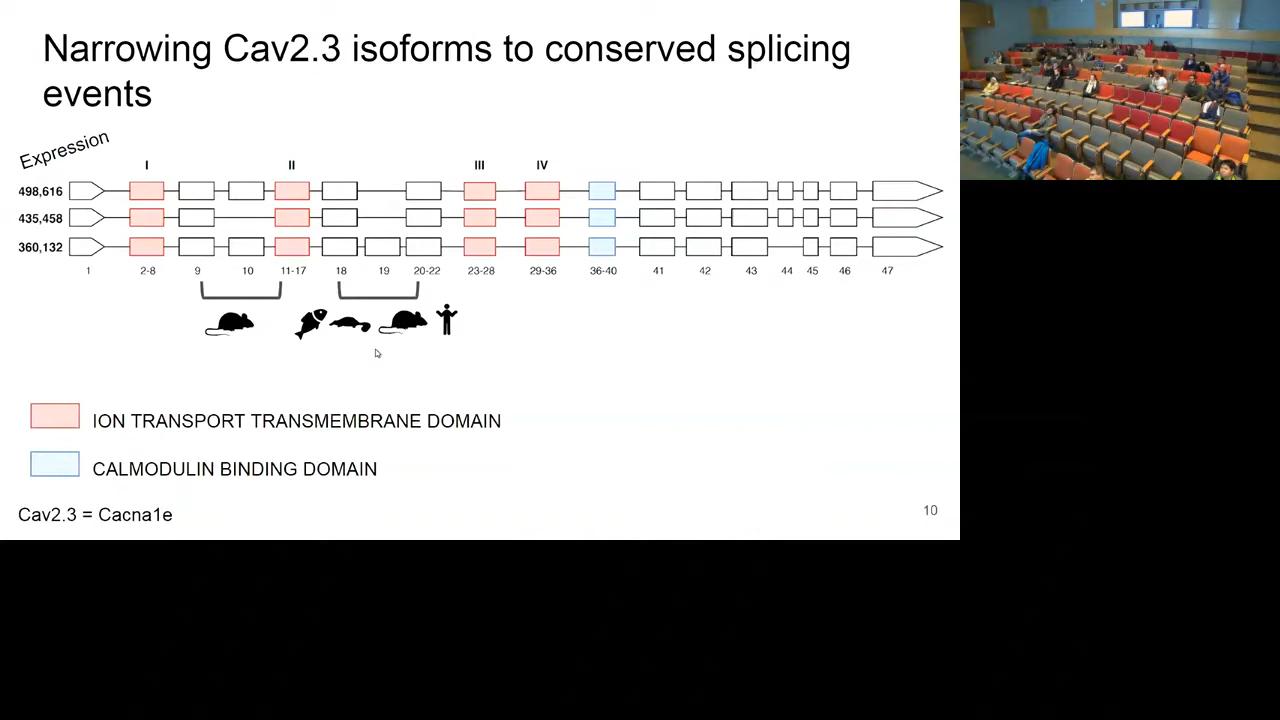 Narrowing Cav2.3 isoforms to conserved splicing
events
Expression
I II III IV
498,616
435,458
360,132
1 2-8 9 10 11-17 18 19 20-22 23-28 29-36 36-40 41 42 43 44 45 46 47
ION TRANSPORT TRANSMEMBRANE DOMAIN
CALMODULIN BINDING DOMAIN
Cav2.3 = Cacna1e
10